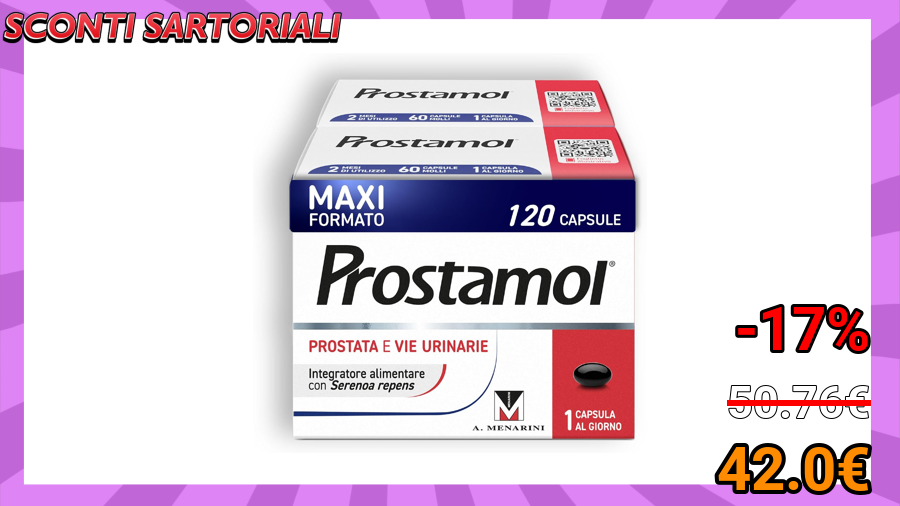 SCONTI SARTORIALI
Prostamol
2 MESI DI UTILIZZO 60 CAPSULE MOLLI 1 CAPSULA AL GIORNO
Prostamol
2 MESI DI UTILIZZO 60 CAPSULE MOLLI 1 CAPSULA AL GIORNO
MAXI
FORMATO
120 CAPSULE
Prostamol®
PROSTATA E VIE URINARIE
Integratore alimentare
con Serenoa repens
A. MENARINI
1 CAPSULA
AL GIORNO
-17%
50.76€
42.0€